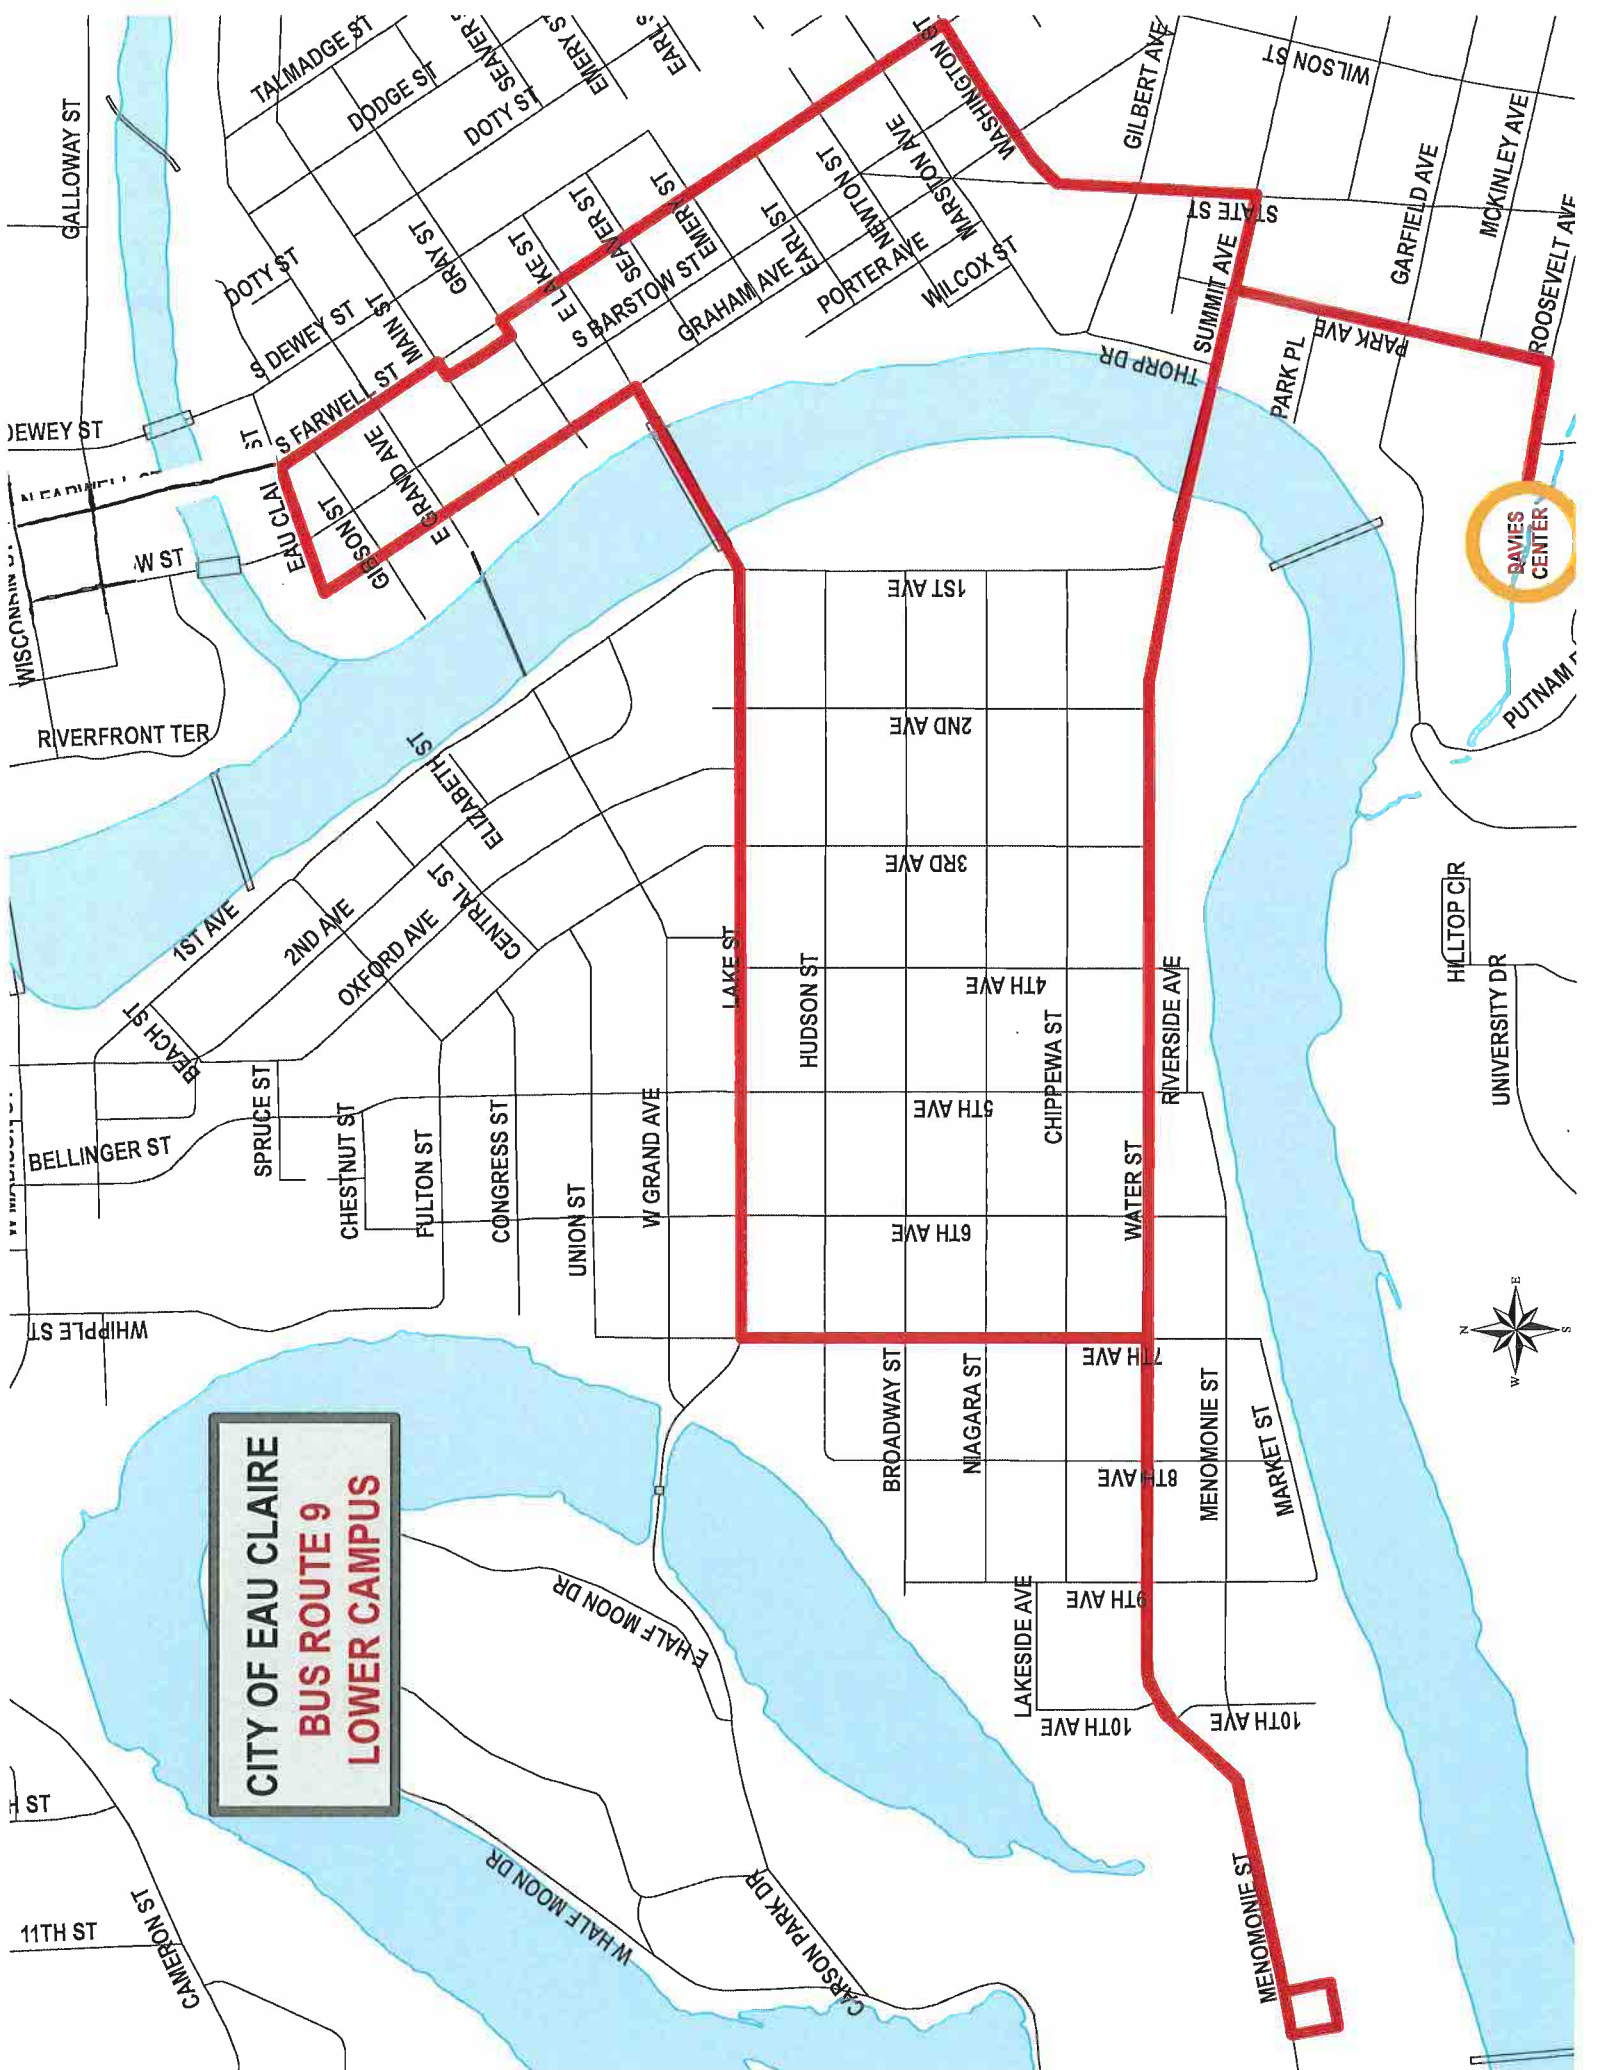 CITY OF EAU CLAIRE
BUS ROUTE 9
LOWER CAMPUS
GALLOWAY ST
TALMADGE ST
DODGE ST
DOTY ST
EMERY ST
GILBERT AVE
WILSON ST
WASHINGTON ST
MCKINLEY AVE
GARFIELD AVE
ROOSEVELT AVE
STATE ST
SUMMIT AVE
PARK AVE
PARK PL
THORP DR
DAVIES
CENTER
PUTNAM
DOTY ST
S DEWEY ST
MAIN ST
GRAY ST
E LAKE ST
SEAVER ST
EMERY ST
EARL ST
NEWTON ST
MARSTON AVE
PORTER AVE
WILCOX ST
GRAHAM AVE
S BARSTOW ST
S FARWELL ST
DEWEY ST
W ST
EAU CLAI
ST
GIBSON ST
E GRAND AVE
RIVERFRONT TER
ELIZABETH ST
1ST AVE
2ND AVE
OXFORD AVE
CENTRAL ST
BEACH ST
BELLINGER ST
SPRUCE ST
CHESTNUT ST
FULTON ST
CONGRESS ST
UNION ST
W GRAND AVE
LAKE ST
HUDSON ST
BROADWAY ST
NIAGARA ST
CHIPPEWA ST
WATER ST
RIVERSIDE AVE
1ST AVE
2ND AVE
3RD AVE
4TH AVE
5TH AVE
6TH AVE
7TH AVE
8TH AVE
9TH AVE
10TH AVE
10TH AVE
LAKESIDE AVE
MENOMONIE ST
MARKET ST
MENOMONIE ST
HILLTOP CIR
UNIVERSITY DR
WHIPPLE ST
E HALF MOON DR
W HALF MOON DR
CARSON PARK DR
CAMERON ST
11TH ST
H ST
N
E
S
W